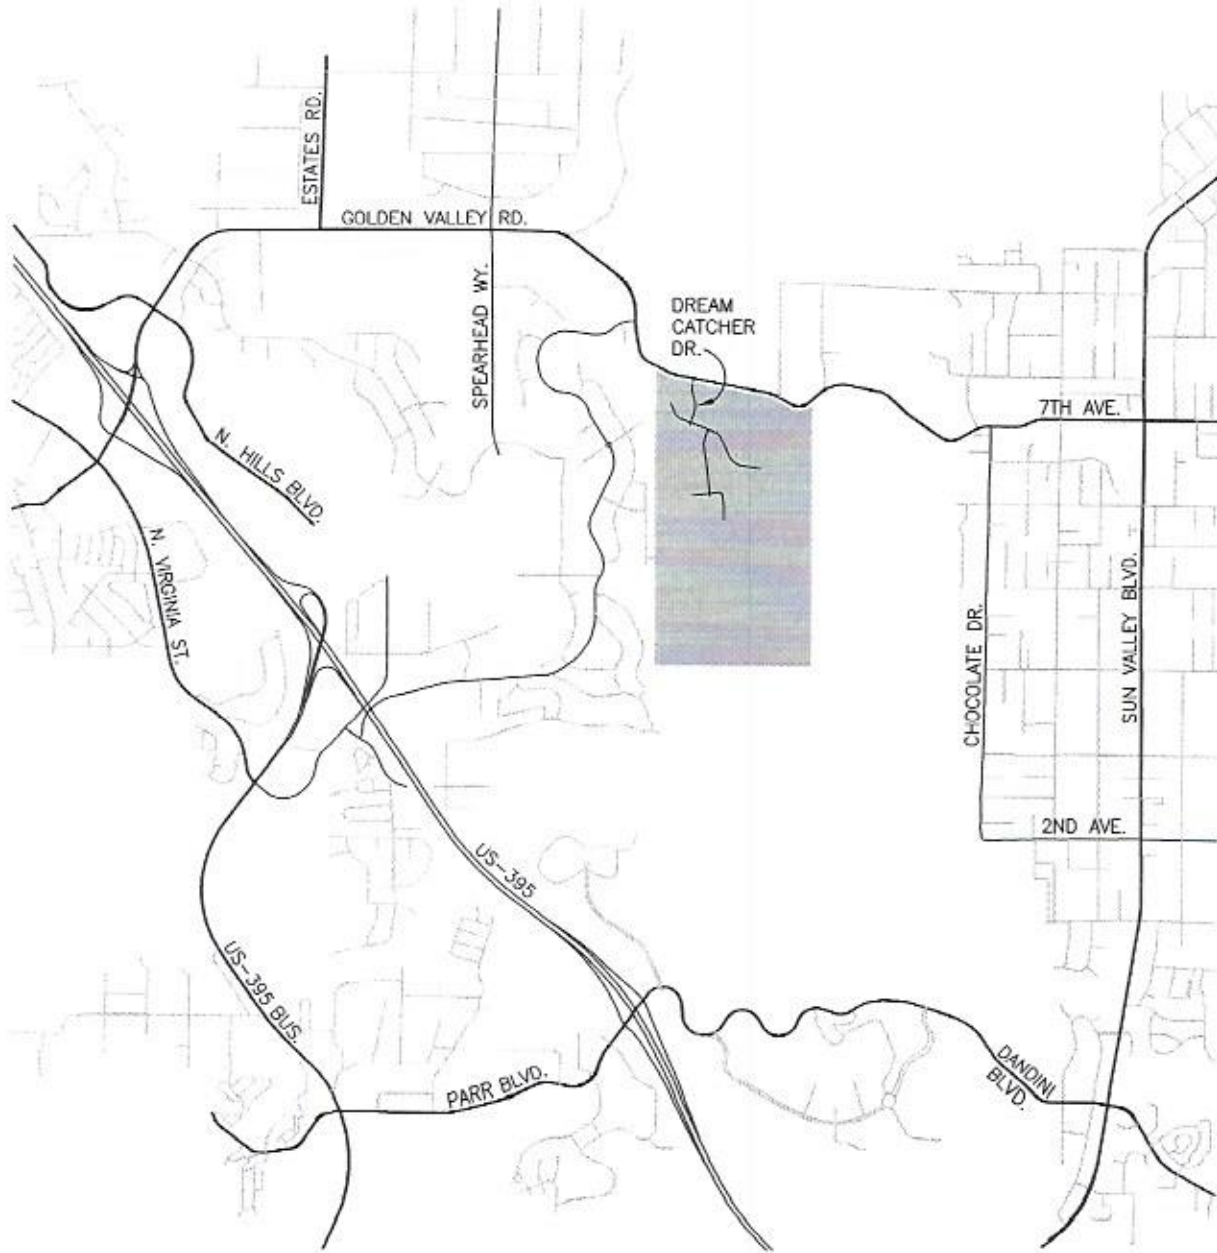 ESTATES RD.
GOLDEN VALLEY RD.
SPEARHEAD WY.
DREAM
CATCHER
DR.
7TH AVE.
N. HILLS BLVD.
N. VIRGINIA ST.
CHOCOLATE DR.
SUN VALLEY BLVD.
2ND AVE.
US-395
US-395 BUS.
PARR BLVD.
DANDINI
BLVD.